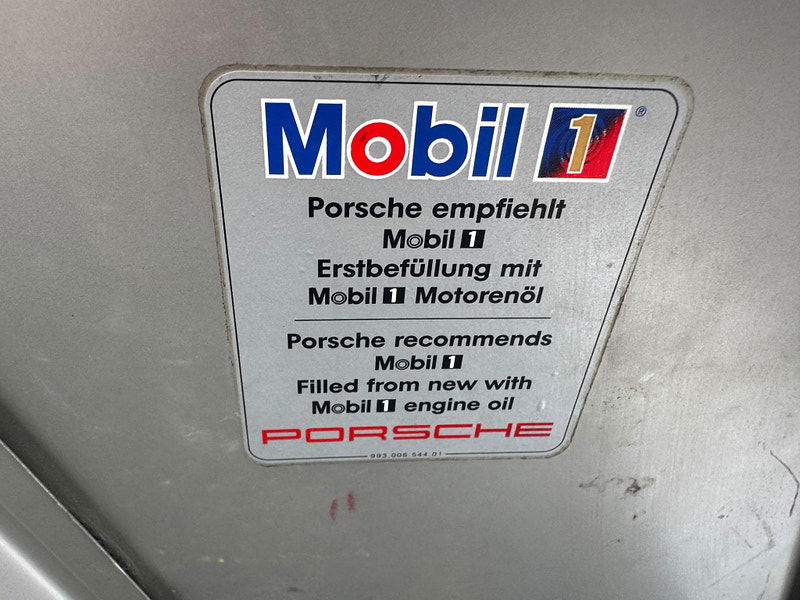 Mobil 1®
Porsche empfiehlt
Mobil 1
Erstbefüllung mit
Mobil 1 Motorenöl
Porsche recommends
Mobil 1
Filled from new with
Mobil 1 engine oil
PORSCHE
993.006.544.01